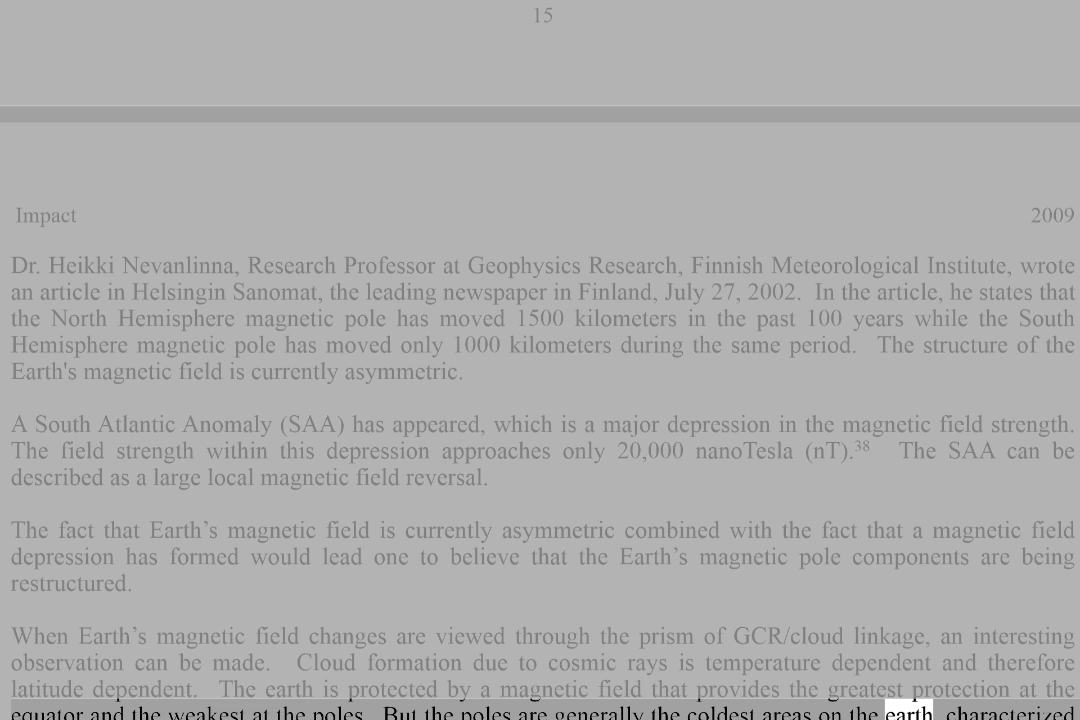 15
Impact 2009
Dr. Heikki Nevanlinna, Research Professor at Geophysics Research, Finnish Meteorological Institute, wrote
an article in Helsingin Sanomat, the leading newspaper in Finland, July 27, 2002.  In the article, he states that
the North Hemisphere magnetic pole has moved 1500 kilometers in the past 100 years while the South
Hemisphere magnetic pole has moved only 1000 kilometers during the same period.  The structure of the
Earth's magnetic field is currently asymmetric.
A South Atlantic Anomaly (SAA) has appeared, which is a major depression in the magnetic field strength.
The field strength within this depression approaches only 20,000 nanoTesla (nT).³⁸  The SAA can be
described as a large local magnetic field reversal.
The fact that Earth’s magnetic field is currently asymmetric combined with the fact that a magnetic field
depression has formed would lead one to believe that the Earth’s magnetic pole components are being
restructured.
When Earth’s magnetic field changes are viewed through the prism of GCR/cloud linkage, an interesting
observation can be made.  Cloud formation due to cosmic rays is temperature dependent and therefore
latitude dependent.  The earth is protected by a magnetic field that provides the greatest protection at the
equator and the weakest at the poles.  But the poles are generally the coldest areas on the earth, characterized